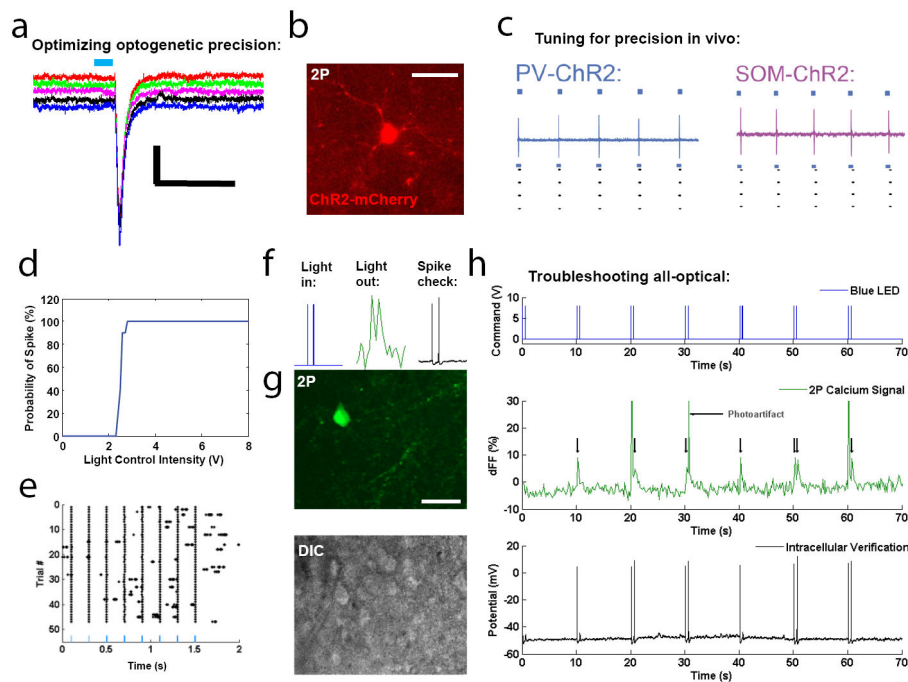 a
Optimizing optogenetic precision:
b
2P
ChR2-mCherry
c
Tuning for precision in vivo:
PV-ChR2:
SOM-ChR2:
d
Probability of Spike (%)
120
100
80
60
40
20
0
0 2 4 6 8
Light Control Intensity (V)
e
Trial #
0
10
20
30
40
50
0 0.5 1 1.5 2
Time (s)
f
Light in:
Light out:
Spike check:
g
2P
DIC
h
Troubleshooting all-optical:
Blue LED
Command (V)
10
5
0
0 10 20 30 40 50 60 70
Time (s)
2P Calcium Signal
Photoartifact
dFF (%)
30
20
10
0
-10
0 10 20 30 40 50 60 70
Time (s)
Intracellular Verification
Potential (mV)
20
0
-20
-40
-60
0 10 20 30 40 50 60 70
Time (s)